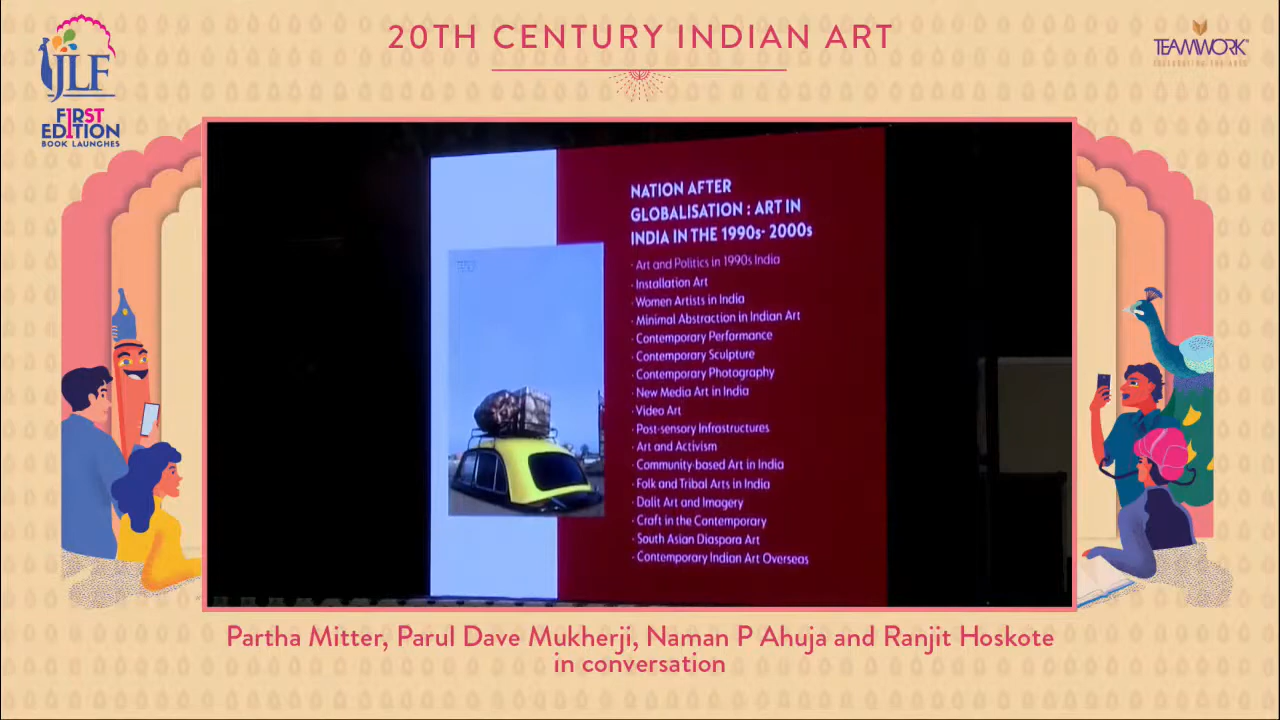 20TH CENTURY INDIAN ART
JLF
FIRST
EDITION
BOOK LAUNCHES
TEAMWORK
CELEBRATING THE ARTS
NATION AFTER
GLOBALISATION : ART IN
INDIA IN THE 1990s- 2000s
· Art and Politics in 1990s India
· Installation Art
· Women Artists in India
· Minimal Abstraction in Indian Art
· Contemporary Performance
· Contemporary Sculpture
· Contemporary Photography
· New Media Art in India
· Video Art
· Post-sensory Infrastructures
· Art and Activism
· Community-based Art in India
· Folk and Tribal Arts in India
· Dalit Art and Imagery
· Craft in the Contemporary
· South Asian Diaspora Art
· Contemporary Indian Art Overseas
Partha Mitter, Parul Dave Mukherji, Naman P Ahuja and Ranjit Hoskote
in conversation